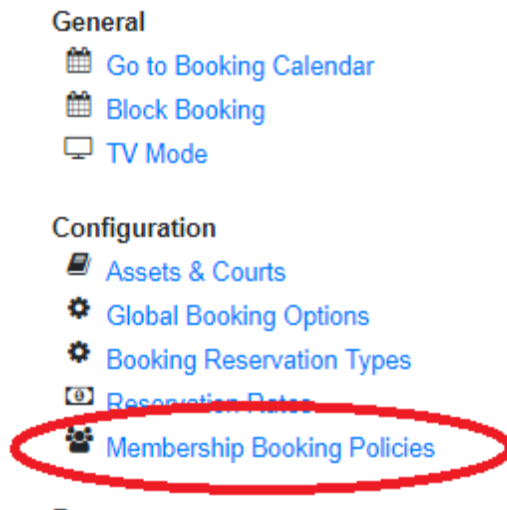 General
Go to Booking Calendar
Block Booking
TV Mode
Configuration
Assets & Courts
Global Booking Options
Booking Reservation Types
Reservation Rates
Membership Booking Policies